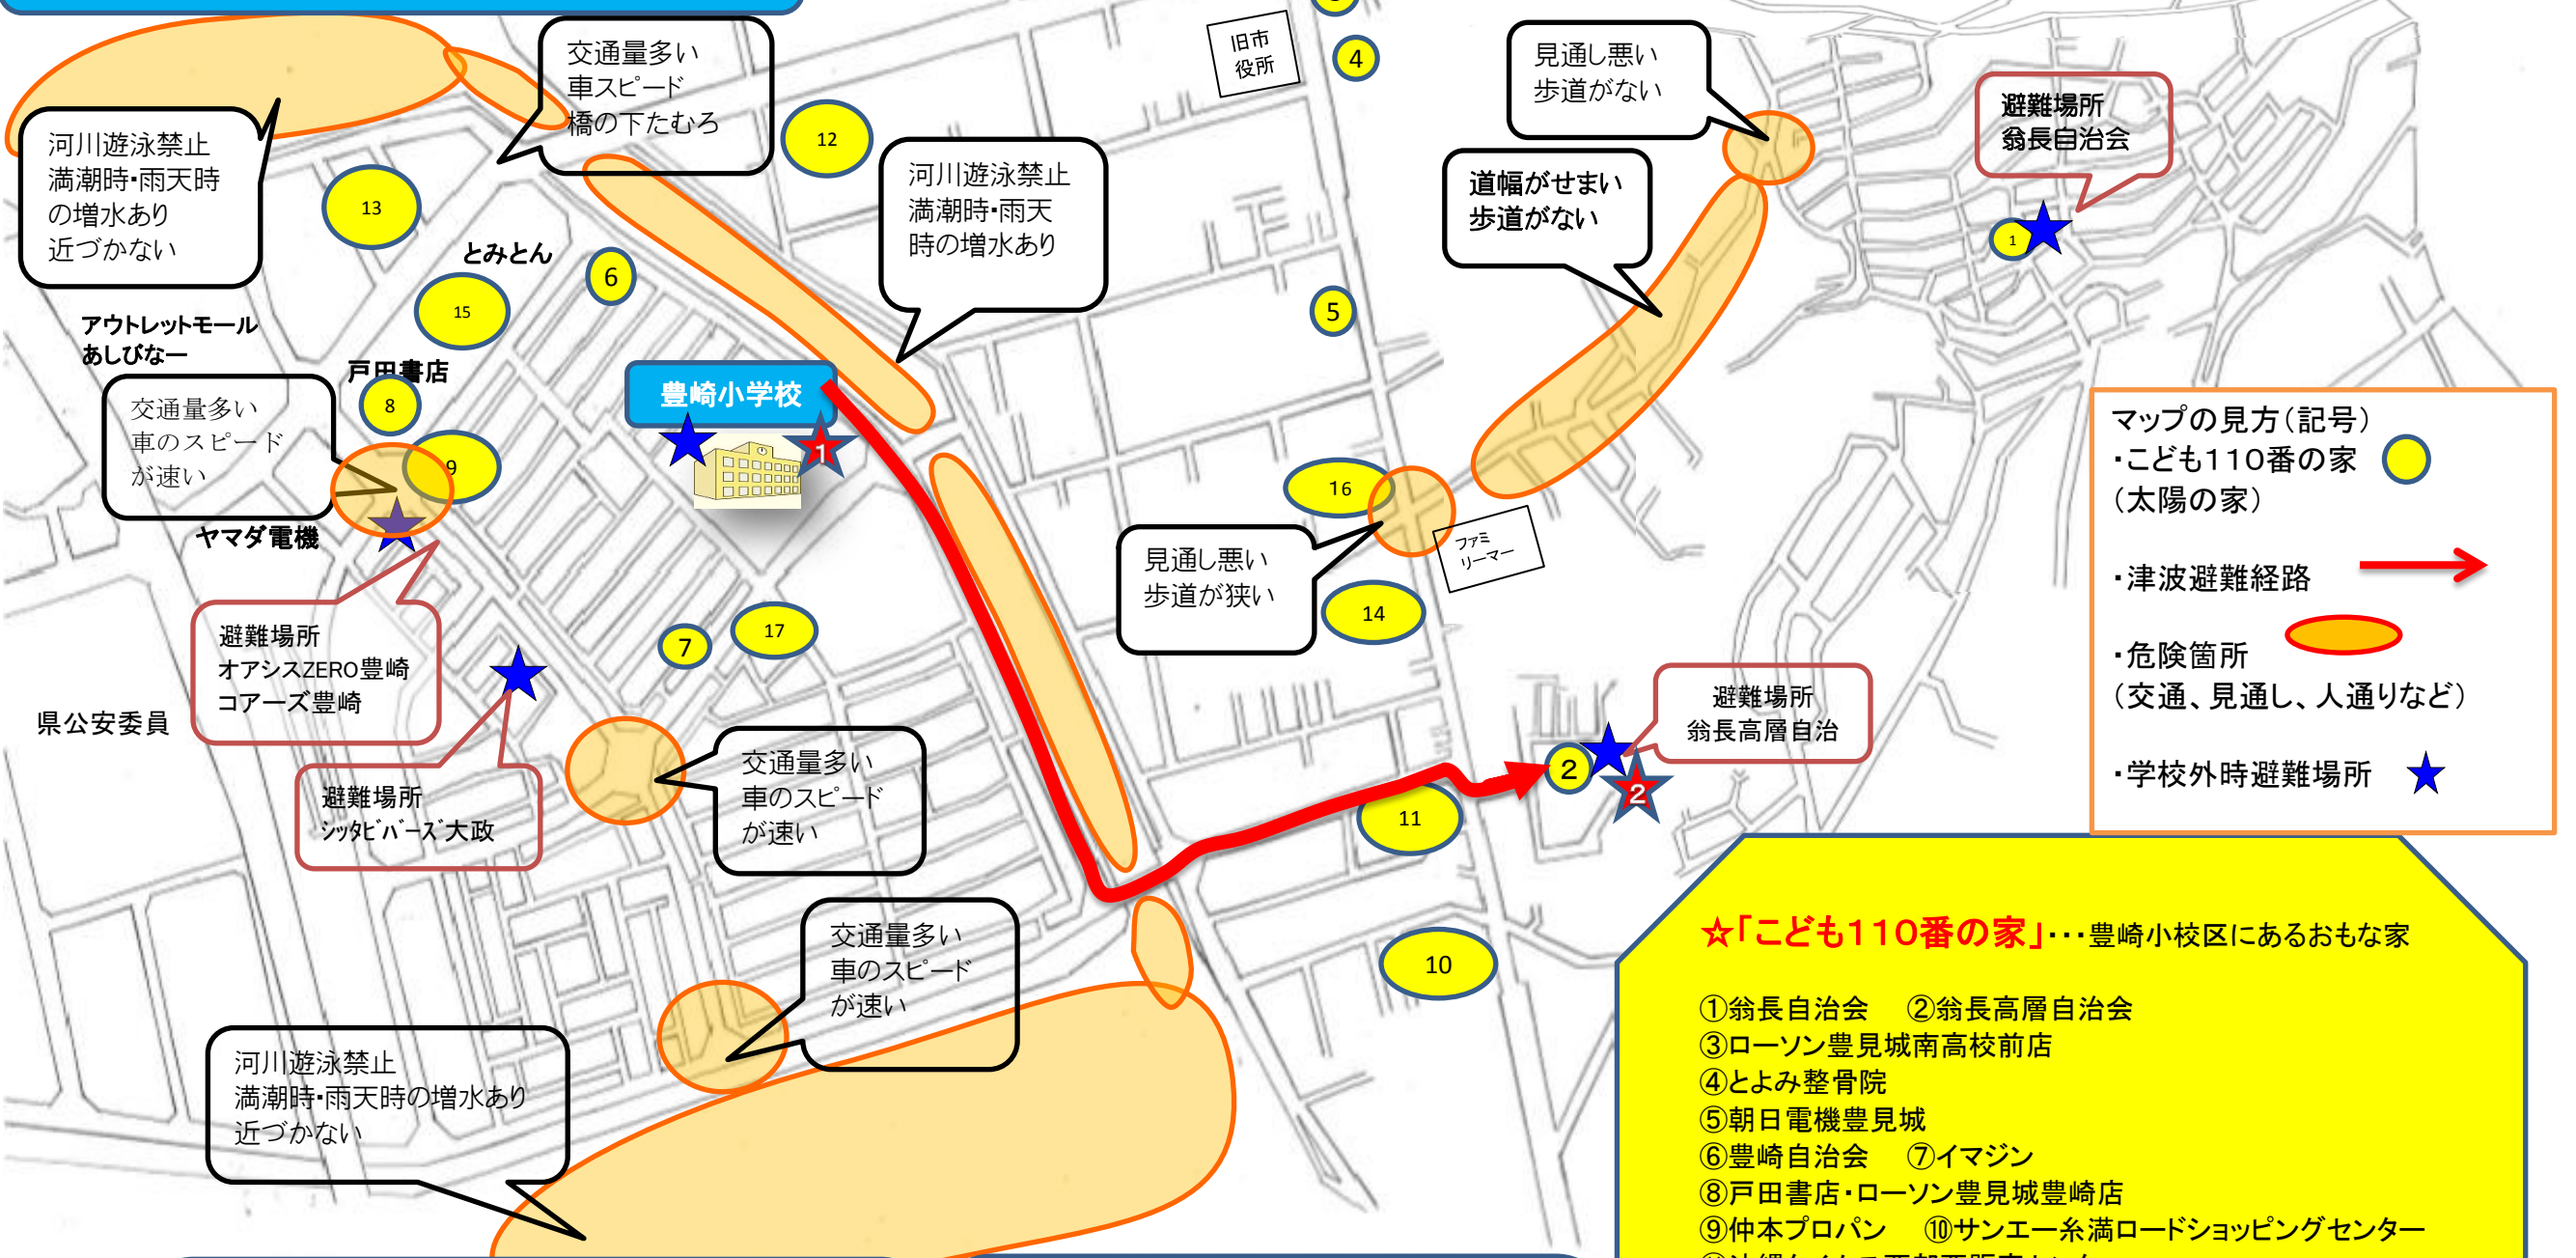 旧市
役所
4
交通量多い
車スピード
橋の下たむろ
見通し悪い
歩道がない
避難場所
翁長自治会
河川遊泳禁止
満潮時・雨天時
の増水あり
近づかない
12
河川遊泳禁止
満潮時・雨天
時の増水あり
道幅がせまい
歩道がない
13
1
とみとん
6
15
5
アウトレットモール
あしびなー
戸田書店
8
豊崎小学校
1
交通量多い
車のスピード
が速い
9
ヤマダ電機
16
ファミ
リーマー
見通し悪い
歩道が狭い
14
マップの見方(記号)
・こども110番の家
(太陽の家)
・津波避難経路
・危険箇所
(交通、見通し、人通りなど)
・学校外時避難場所
避難場所
オアシスZERO豊崎
コアーズ豊崎
7
17
県公安委員
避難場所
シッタビバーズ大政
交通量多い
車のスピード
が速い
避難場所
翁長高層自治
2
2
11
交通量多い
車のスピード
が速い
10
河川遊泳禁止
満潮時・雨天時の増水あり
近づかない
☆「こども110番の家」・・・豊崎小校区にあるおもな家
①翁長自治会 ②翁長高層自治会
③ローソン豊見城南高校前店
④とよみ整骨院
⑤朝日電機豊見城
⑥豊崎自治会 ⑦イマジン
⑧戸田書店・ローソン豊見城豊崎店
⑨仲本プロパン ⑩サンエー糸満ロードショッピングセンター